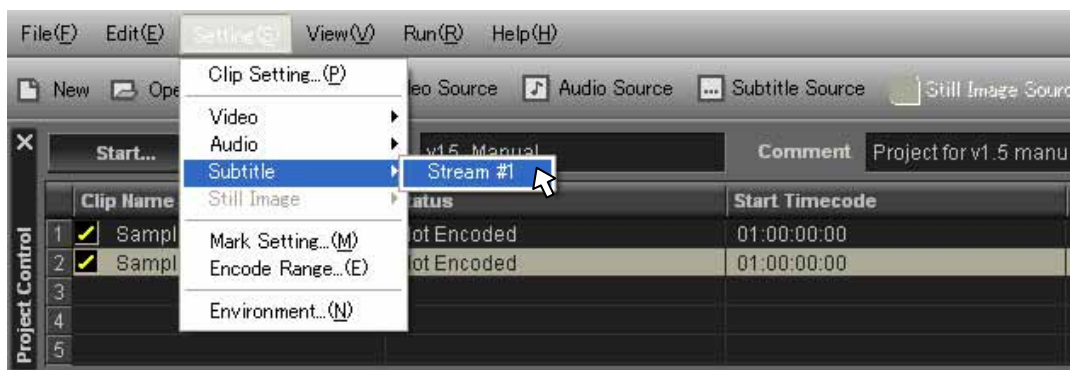 File(F) Edit(E) Setting(S) View(V) Run(R) Help(H)
New Ope eo Source Audio Source Subtitle Source Still Image Sourc
Clip Setting...(P)
Video
Audio
Subtitle
Still Image
Mark Setting...(M)
Encode Range...(E)
Environment...(N)
Stream #1
Start... v15_Manual Comment Project for v1.5 manu
Clip Name atus Start Timecode
1 Sampl ot Encoded 01:00:00:00
2 Sampl ot Encoded 01:00:00:00
3
4
5
Project Control